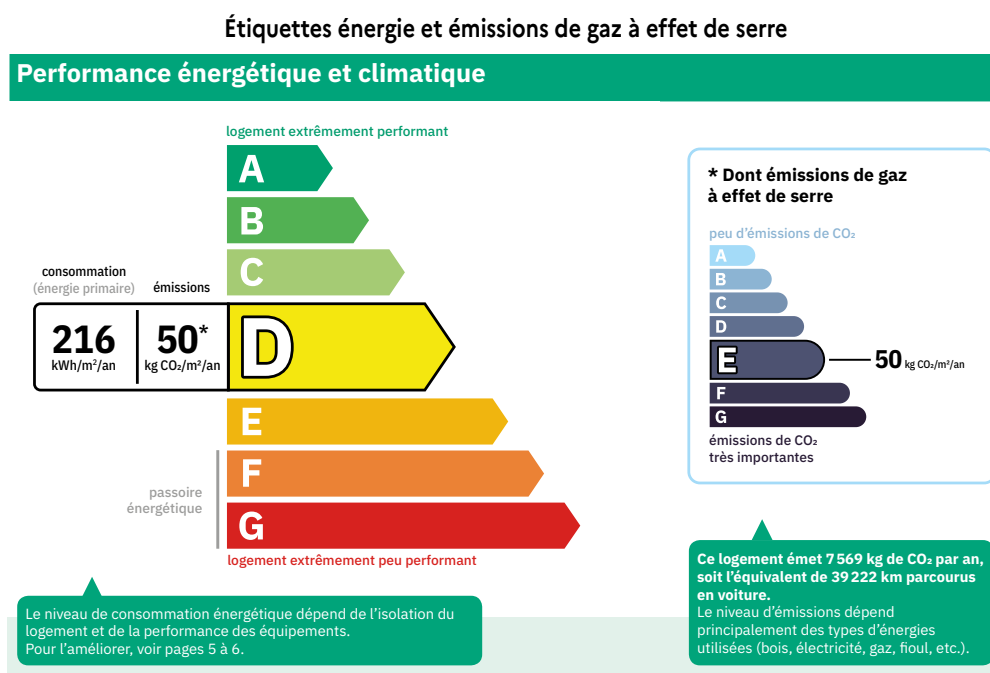 Étiquettes énergie et émissions de gaz à effet de serre
Performance énergétique et climatique
logement extrêmement performant
A
B
C
consommation
(énergie primaire)
émissions
216
kWh/m²/an
50*
kg CO₂/m²/an
D
E
F
G
passoire
énergétique
logement extrêmement peu performant
Le niveau de consommation énergétique dépend de l'isolation du
logement et de la performance des équipements.
Pour l'améliorer, voir pages 5 à 6.
* Dont émissions de gaz
à effet de serre
peu d'émissions de CO₂
A
B
C
D
E
50 kg CO₂/m²/an
F
G
émissions de CO₂
très importantes
Ce logement émet 7 569 kg de CO₂ par an,
soit l'équivalent de 39 222 km parcourus
en voiture.
Le niveau d'émissions dépend
principalement des types d'énergies
utilisées (bois, électricité, gaz, fioul, etc.).